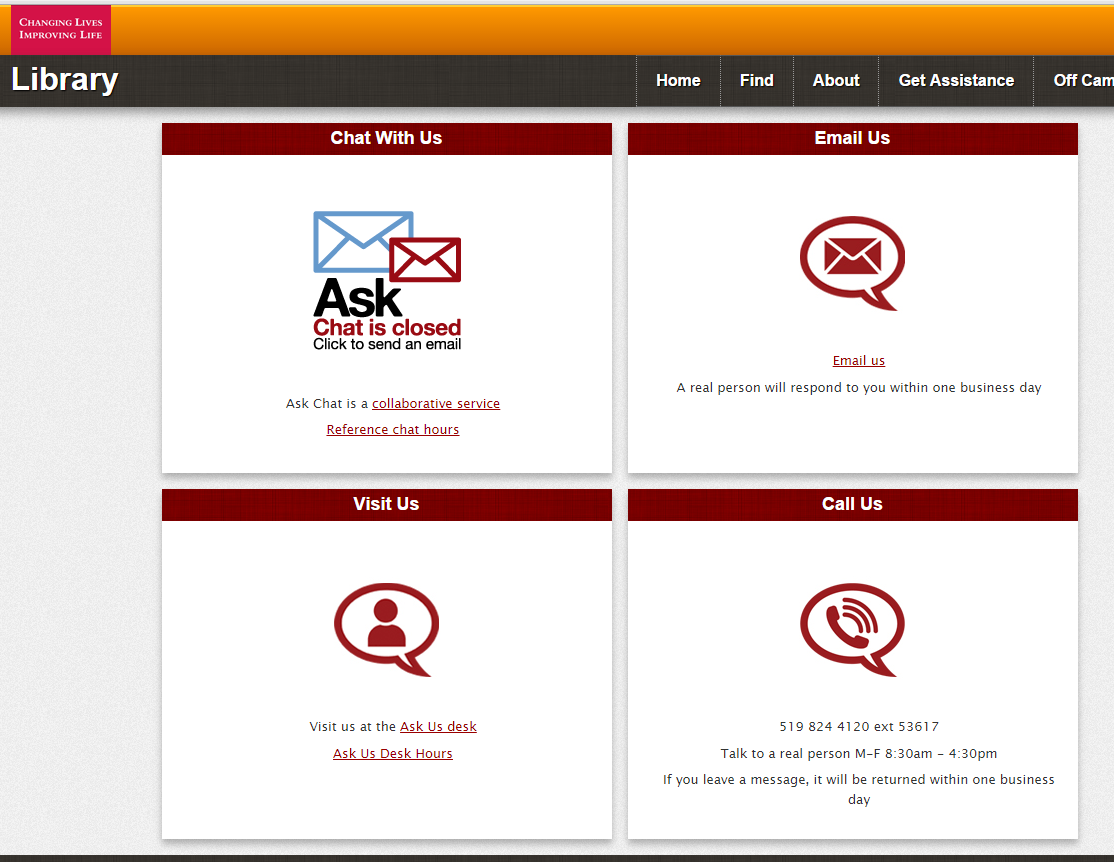 Changing Lives
Improving Life
Library
Home Find About Get Assistance Off Cam
Chat With Us
Ask
Chat is closed
Click to send an email
Ask Chat is a collaborative service
Reference chat hours
Email Us
Email us
A real person will respond to you within one business day
Visit Us
Visit us at the Ask Us desk
Ask Us Desk Hours
Call Us
519 824 4120 ext 53617
Talk to a real person M-F 8:30am - 4:30pm
If you leave a message, it will be returned within one business
day